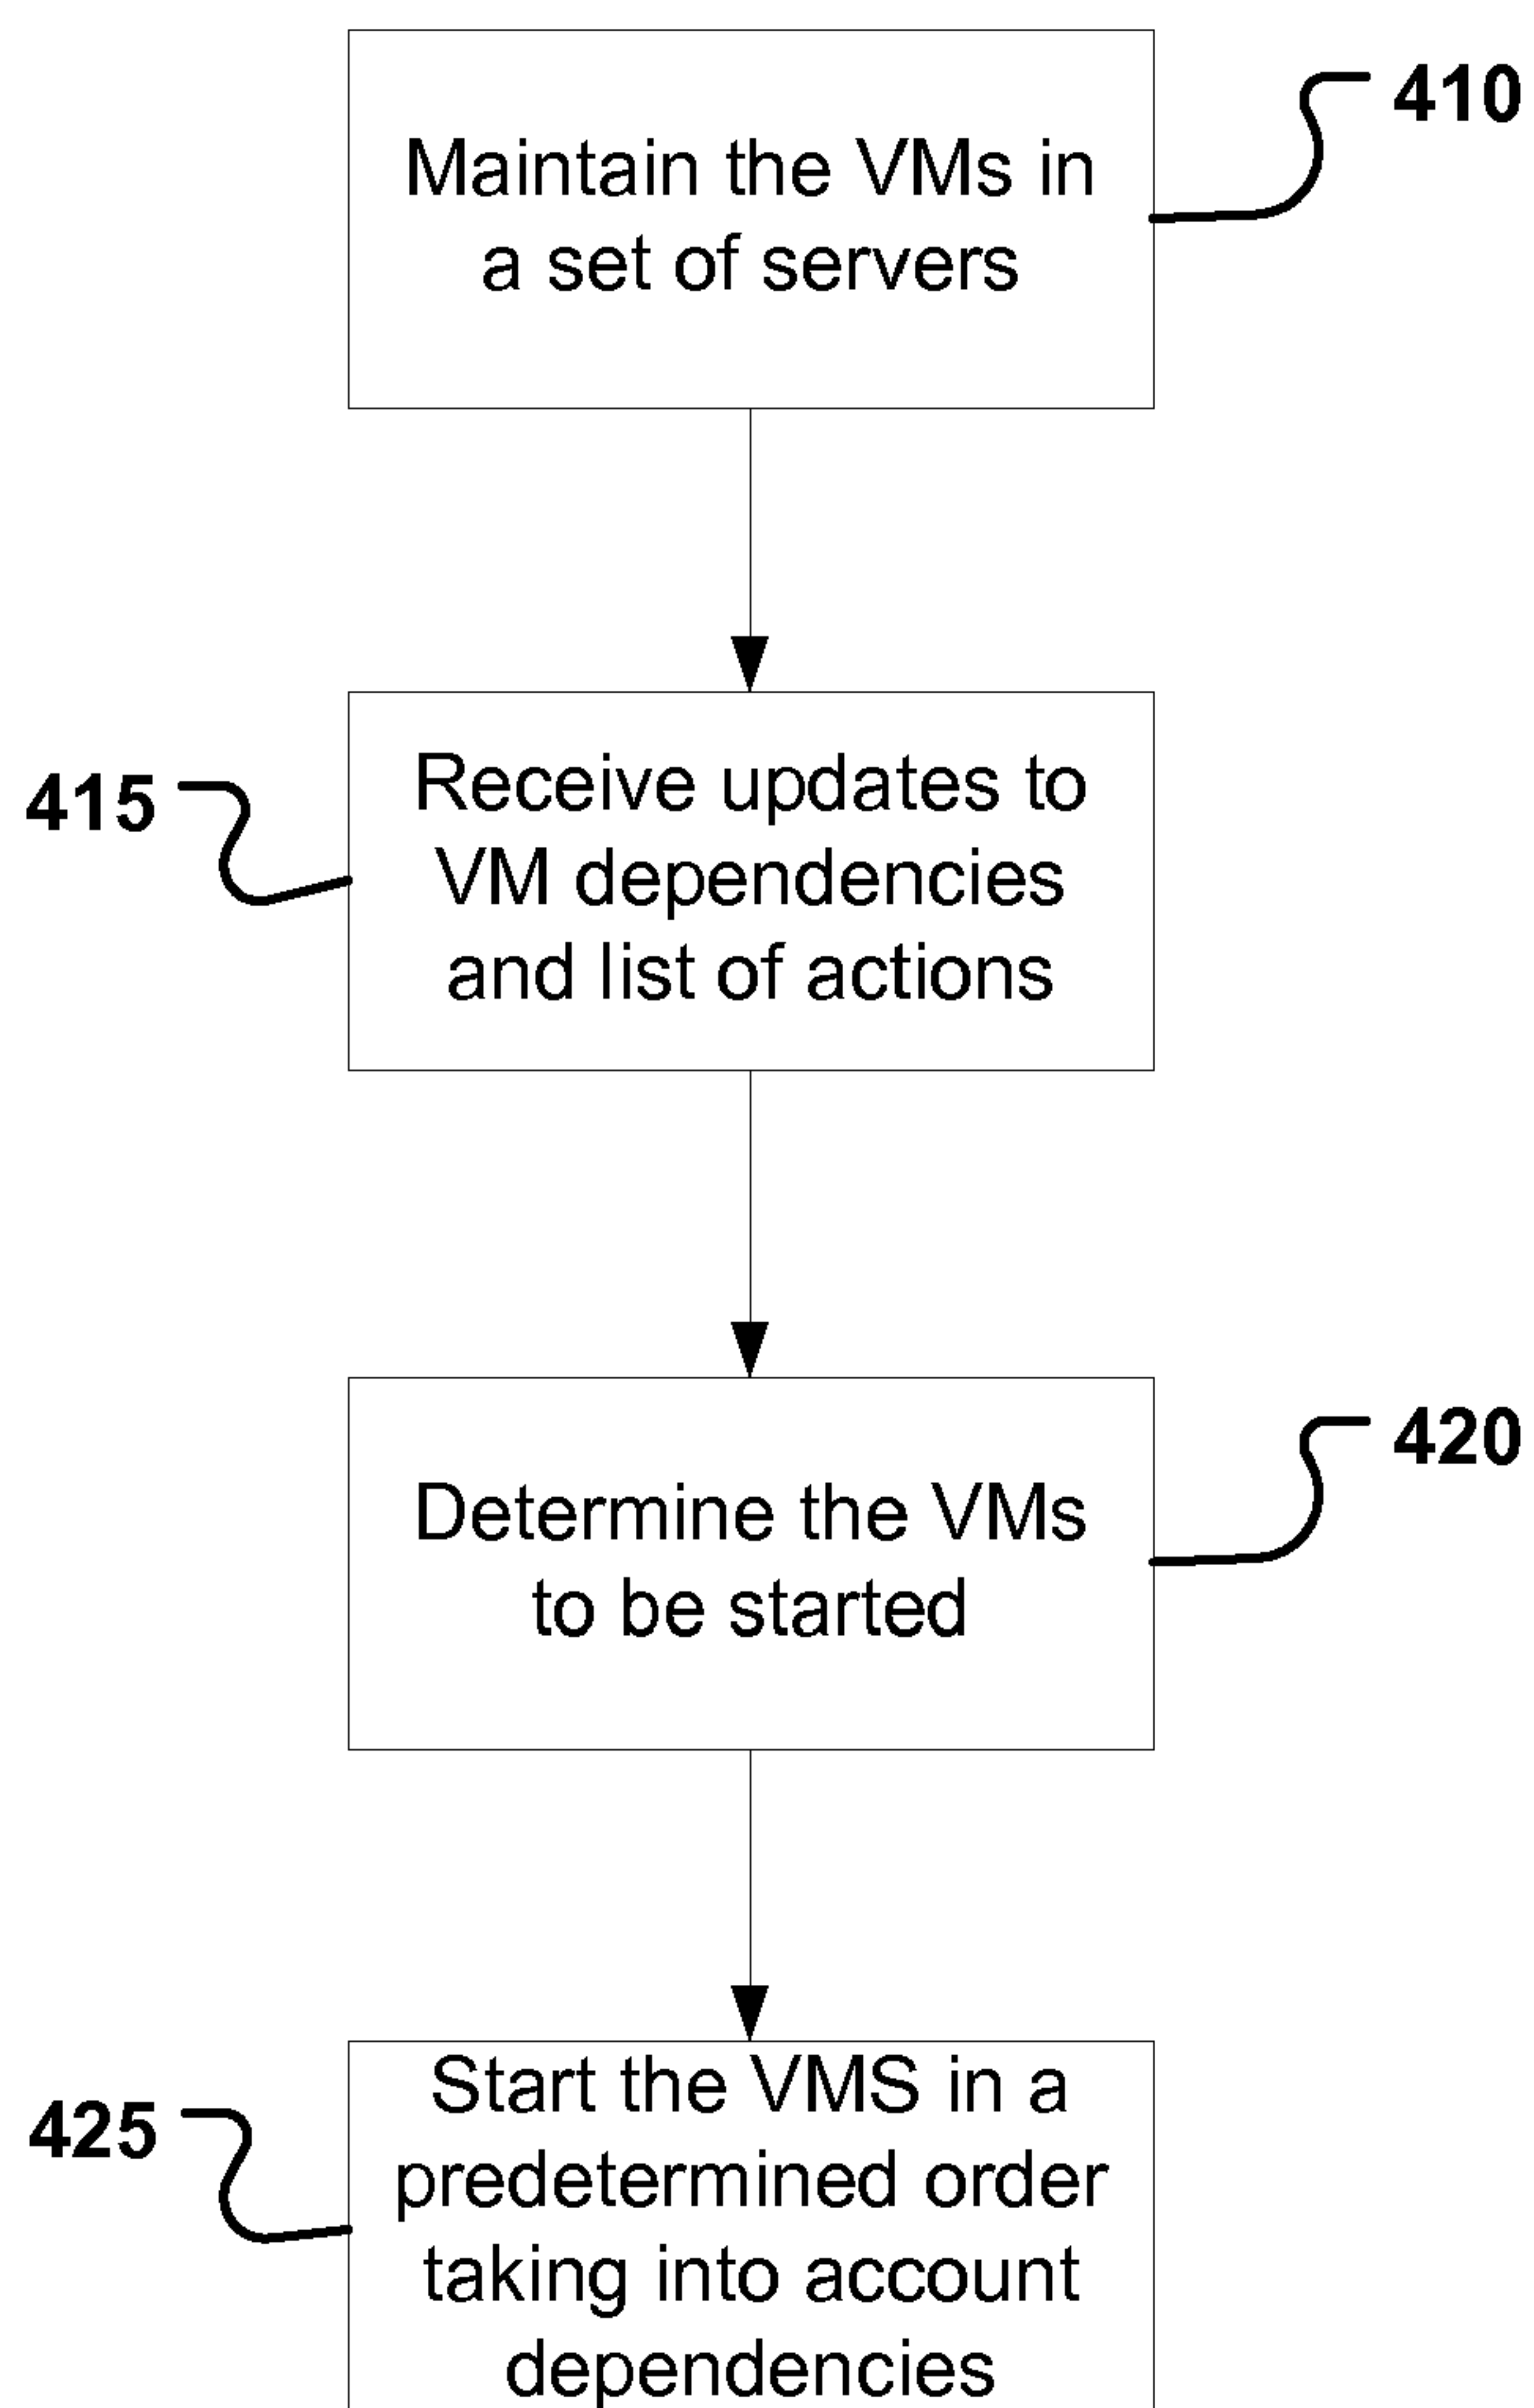 410
Maintain the VMs in
a set of servers
415
Receive updates to
VM dependencies
and list of actions
420
Determine the VMs
to be started
425
Start the VMS in a
predetermined order
taking into account
dependencies